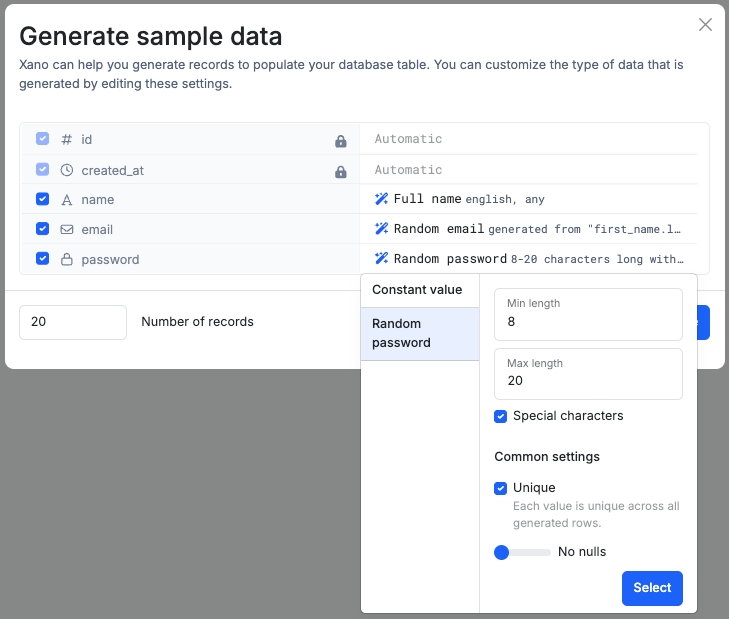 Generate sample data
Xano can help you generate records to populate your database table. You can customize the type of data that is
generated by editing these settings.
# id Automatic
created_at Automatic
name Full name english, any
email Random email generated from "first_name.l…
password Random password 8-20 characters long with…
20 Number of records
Constant value
Random
password
Min length
8
Max length
20
Special characters
Common settings
Unique
Each value is unique across all
generated rows.
No nulls
Select